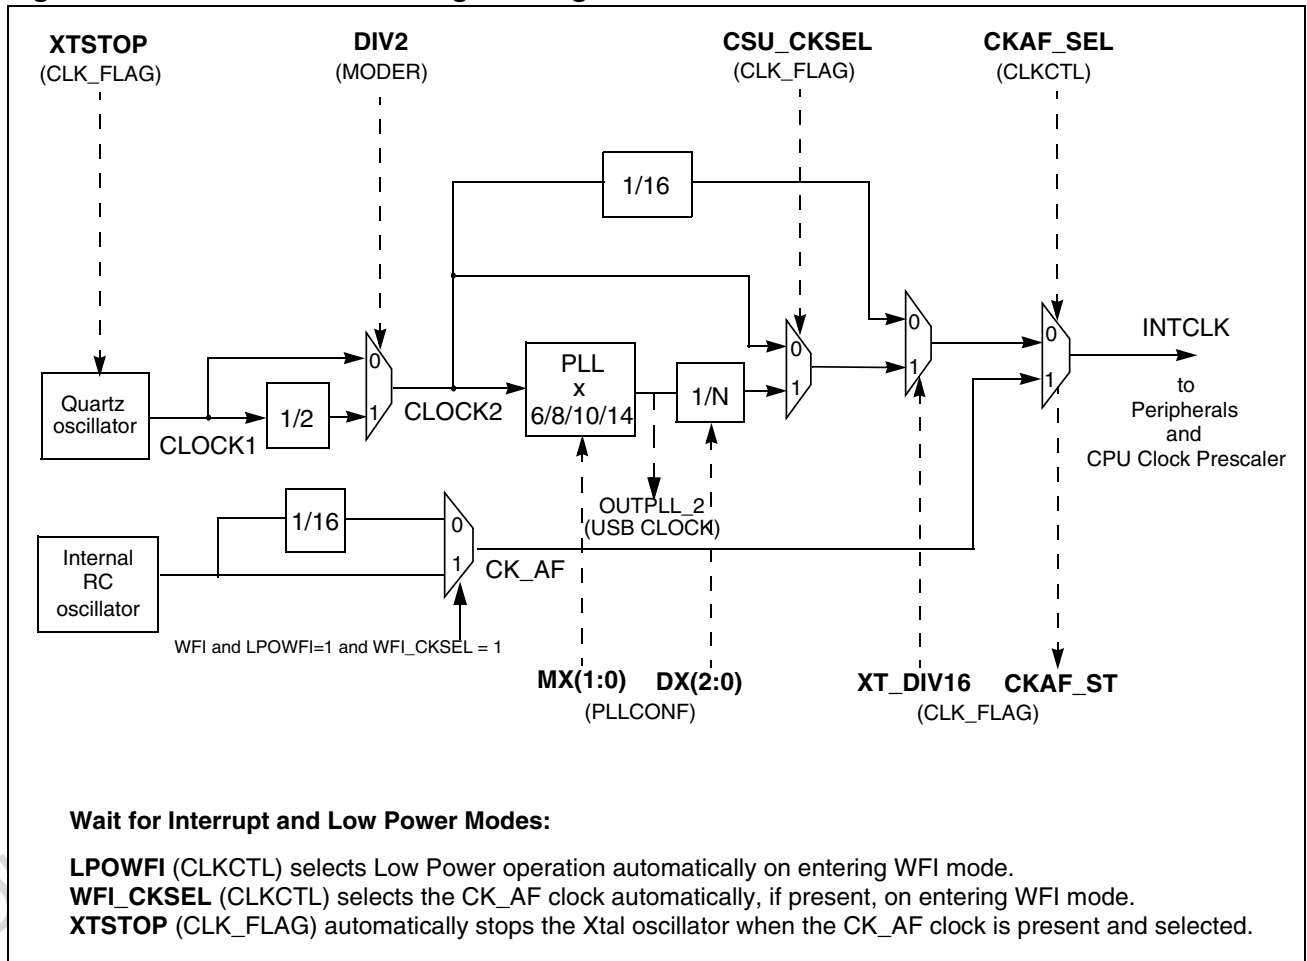 XTSTOP
(CLK_FLAG)
DIV2
(MODER)
CSU_CKSEL
(CLK_FLAG)
CKAF_SEL
(CLKCTL)
1/16
Quartz
oscillator
CLOCK1
1/2
0
1
CLOCK2
PLL
x
6/8/10/14
1/N
0
1
0
1
0
1
INTCLK
to
Peripherals
and
CPU Clock Prescaler
OUTPLL_2
(USB CLOCK)
Internal
RC
oscillator
1/16
0
1
CK_AF
WFI and LPOWFI=1 and WFI_CKSEL = 1
MX(1:0) DX(2:0)
(PLLCONF)
XT_DIV16 CKAF_ST
(CLK_FLAG)
Wait for Interrupt and Low Power Modes:
LPOWFI (CLKCTL) selects Low Power operation automatically on entering WFI mode.
WFI_CKSEL (CLKCTL) selects the CK_AF clock automatically, if present, on entering WFI mode.
XTSTOP (CLK_FLAG) automatically stops the Xtal oscillator when the CK_AF clock is present and selected.